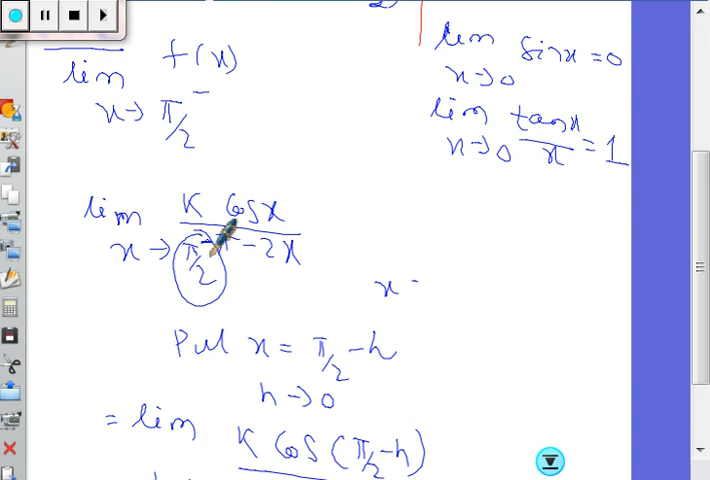 lim f(x)
x→π/2⁻
lim sinx = 0
x→0
lim tanx/x = 1
x→0
lim K Cosx / π-2x
x→π/2⁻
x
Put x = π/2 -h
h→0
= lim K Cos (π/2 -h)